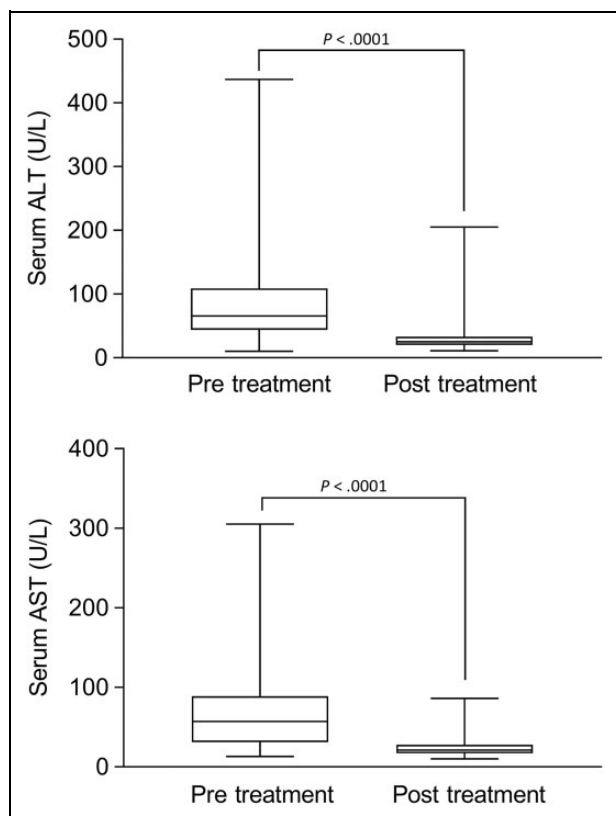 Serum ALT (U/L)
500
400
300
200
100
0
P < .0001
Pre treatment Post treatment
Serum AST (U/L)
400
300
200
100
0
P < .0001
Pre treatment Post treatment